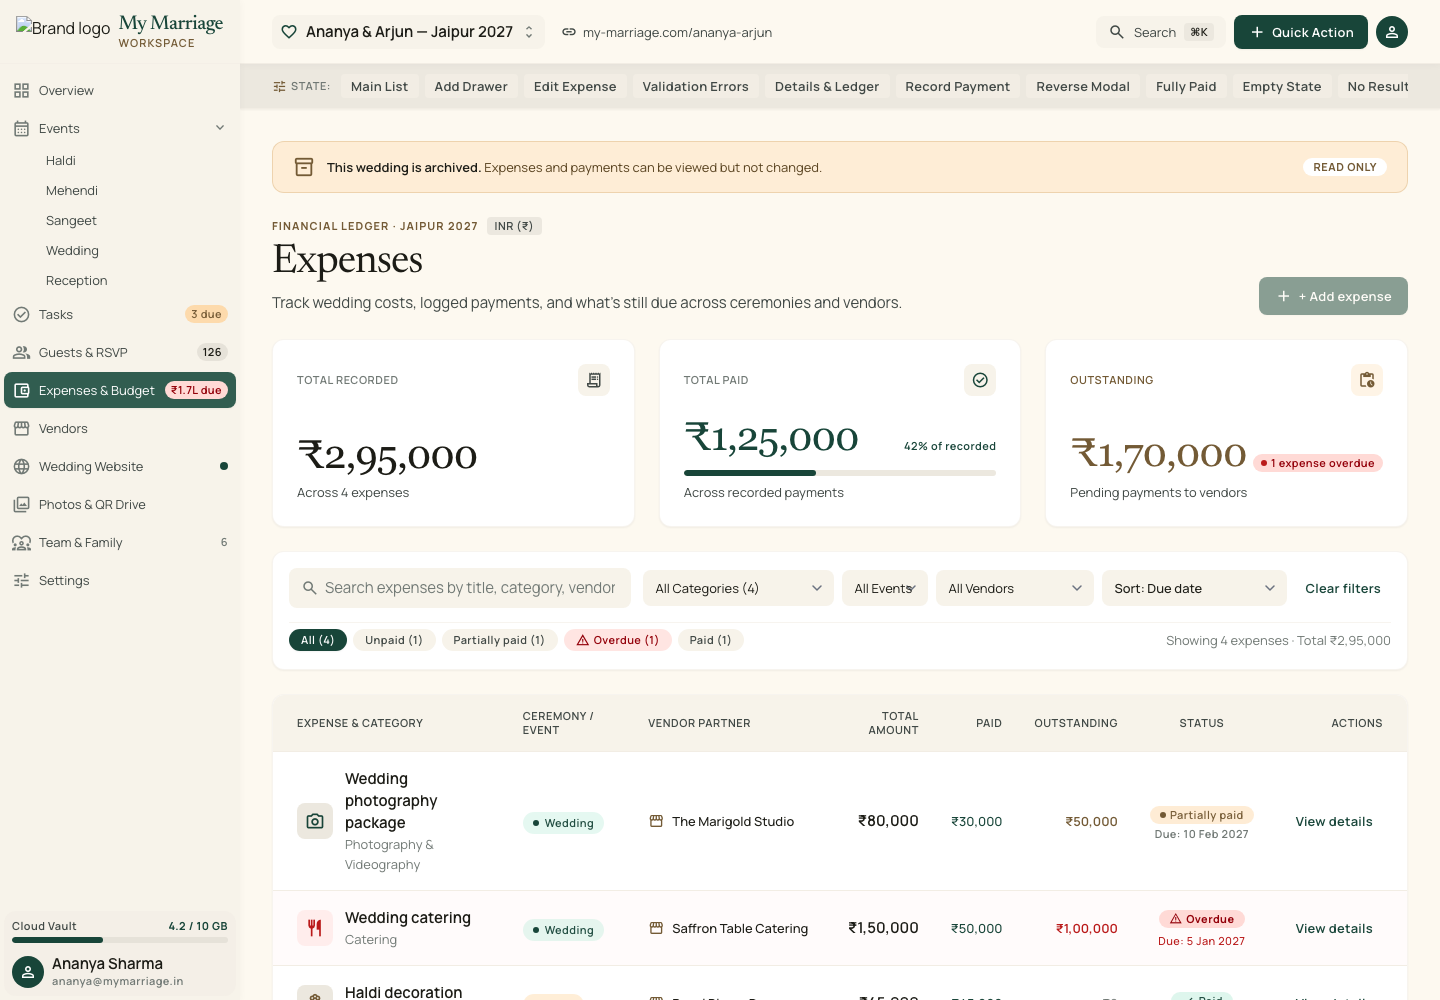 Brand logo
My Marriage
WORKSPACE
Ananya & Arjun — Jaipur 2027
my-marriage.com/ananya-arjun
Search ⌘K
Quick Action
STATE:
Main List
Add Drawer
Edit Expense
Validation Errors
Details & Ledger
Record Payment
Reverse Modal
Fully Paid
Empty State
No Result
Overview
Events
Haldi
Mehendi
Sangeet
Wedding
Reception
Tasks 3 due
Guests & RSVP 126
Expenses & Budget ₹1.7L due
Vendors
Wedding Website
Photos & QR Drive
Team & Family 6
Settings
Cloud Vault 4.2 / 10 GB
Ananya Sharma
ananya@mymarriage.in
This wedding is archived. Expenses and payments can be viewed but not changed.
READ ONLY
FINANCIAL LEDGER · JAIPUR 2027 INR (₹)
Expenses
Track wedding costs, logged payments, and what's still due across ceremonies and vendors.
+ Add expense
TOTAL RECORDED
₹2,95,000
Across 4 expenses
TOTAL PAID
₹1,25,000
42% of recorded
Across recorded payments
OUTSTANDING
₹1,70,000
1 expense overdue
Pending payments to vendors
Search expenses by title, category, vendor
All Categories (4)
All Events
All Vendors
Sort: Due date
Clear filters
All (4)
Unpaid (1)
Partially paid (1)
Overdue (1)
Paid (1)
Showing 4 expenses · Total ₹2,95,000
EXPENSE & CATEGORY
CEREMONY /
EVENT
VENDOR PARTNER
TOTAL
AMOUNT
PAID
OUTSTANDING
STATUS
ACTIONS
Wedding
photography
package
Photography &
Videography
Wedding
The Marigold Studio
₹80,000
₹30,000
₹50,000
Partially paid
Due: 10 Feb 2027
View details
Wedding catering
Catering
Wedding
Saffron Table Catering
₹1,50,000
₹50,000
₹1,00,000
Overdue
Due: 5 Jan 2027
View details
Haldi decoration